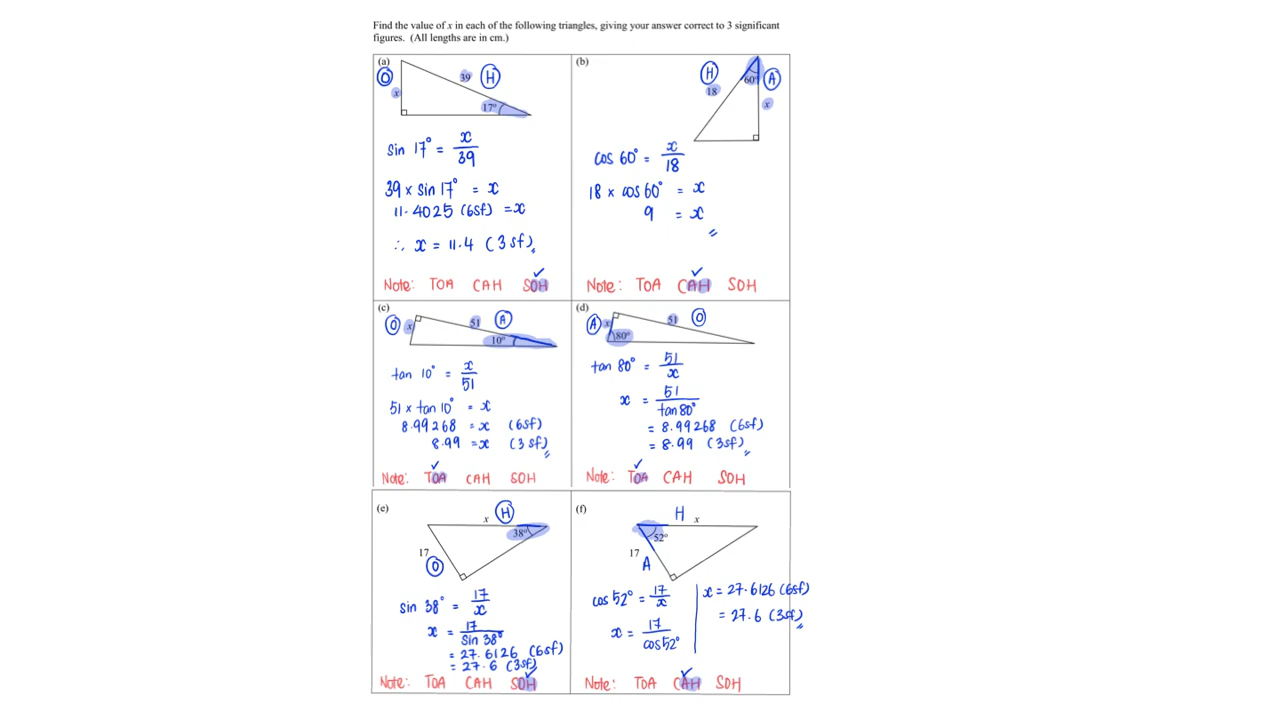 Find the value of x in each of the following triangles, giving your answer correct to 3 significant
figures. (All lengths are in cm.)
(a)
O
x
39
H
17°
sin 17° = x/39
39 × sin 17° = x
11.4025 (6sf) = x
∴ x = 11.4 (3sf)
Note: TOA CAH SOH
(b)
H
18
60°
A
x
cos 60° = x/18
18 × cos 60° = x
9 = x
Note: TOA CAH SOH
(c)
O
x
51
A
10°
tan 10° = x/51
51 × tan 10° = x
8.99268 = x (6sf)
8.99 = x (3sf)
Note: TOA CAH SOH
(d)
A
x
51
O
80°
tan 80° = 51/x
x = 51/tan 80°
= 8.99268 (6sf)
= 8.99 (3sf)
Note: TOA CAH SOH
(e)
x
H
38°
17
O
sin 38° = 17/x
x = 17/sin 38°
= 27.6126 (6sf)
= 27.6 (3sf)
Note: TOA CAH SOH
(f)
H
x
52°
17
A
cos 52° = 17/x
x = 17/cos 52°
x = 27.6126 (6sf)
= 27.6 (3sf)
Note: TOA CAH SOH